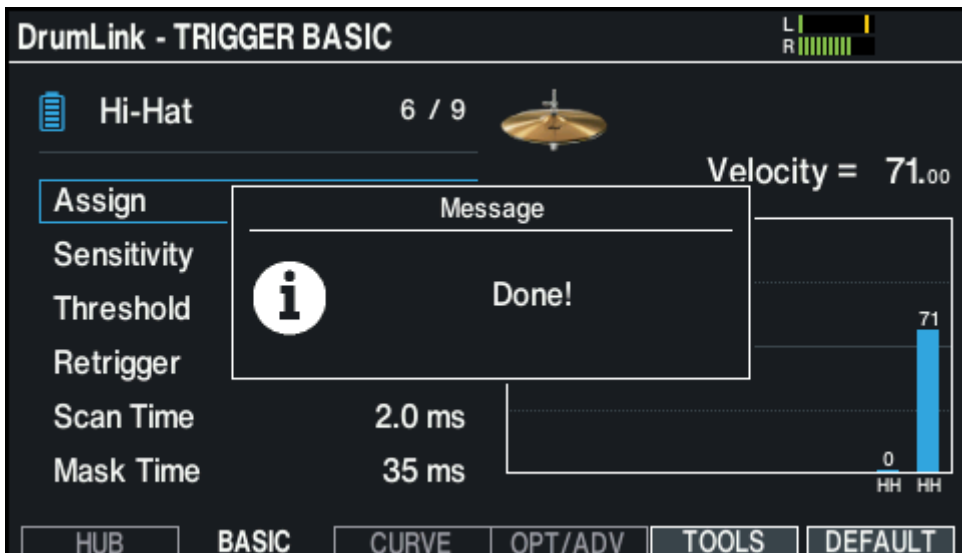 DrumLink - TRIGGER BASIC
L
R
Hi-Hat 6 / 9
Velocity = 71.00
Assign
Message
Sensitivity
i
Done!
Threshold
71
Retrigger
Scan Time 2.0 ms
Mask Time 35 ms
0
HH HH
HUB BASIC CURVE OPT/ADV TOOLS DEFAULT